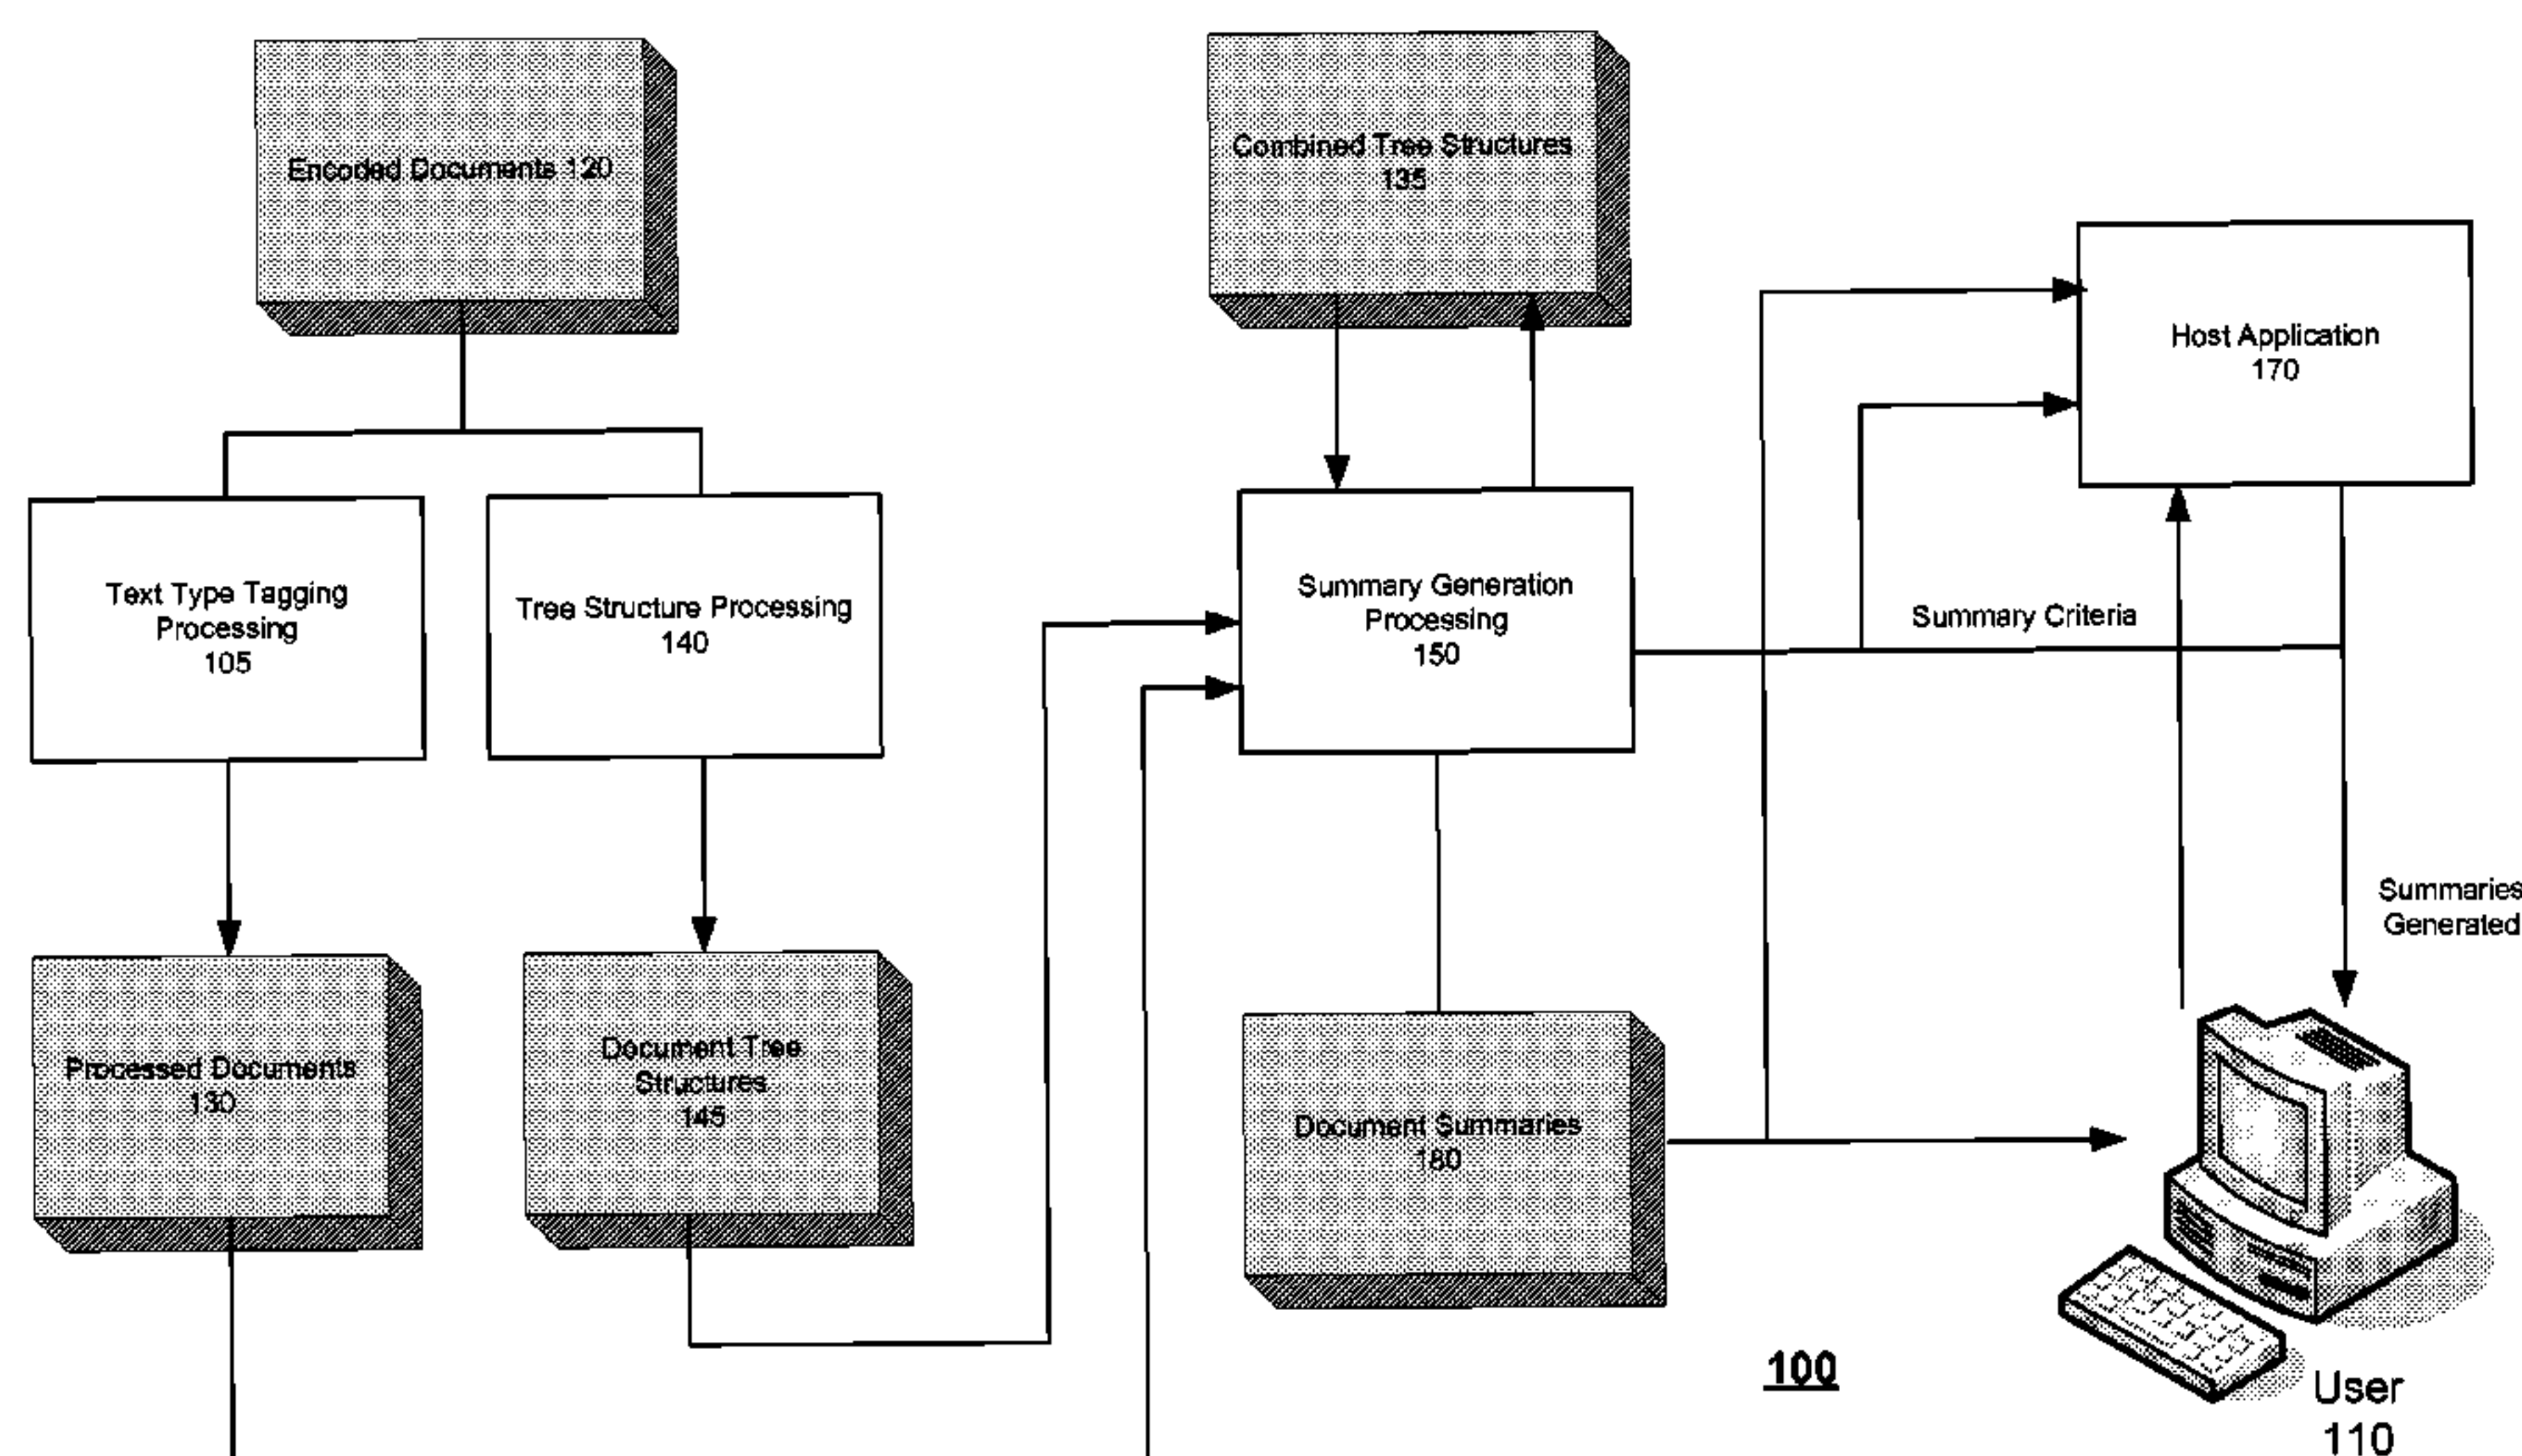 Encoded Documents 120
Combined Tree Structures
135
Host Application
170
Text Type Tagging
Processing
105
Tree Structure Processing
140
Summary Generation
Processing
150
Summary Criteria
Summaries
Generated
Processed Documents
130
Document Tree
Structures
145
Document Summaries
180
100
User
110